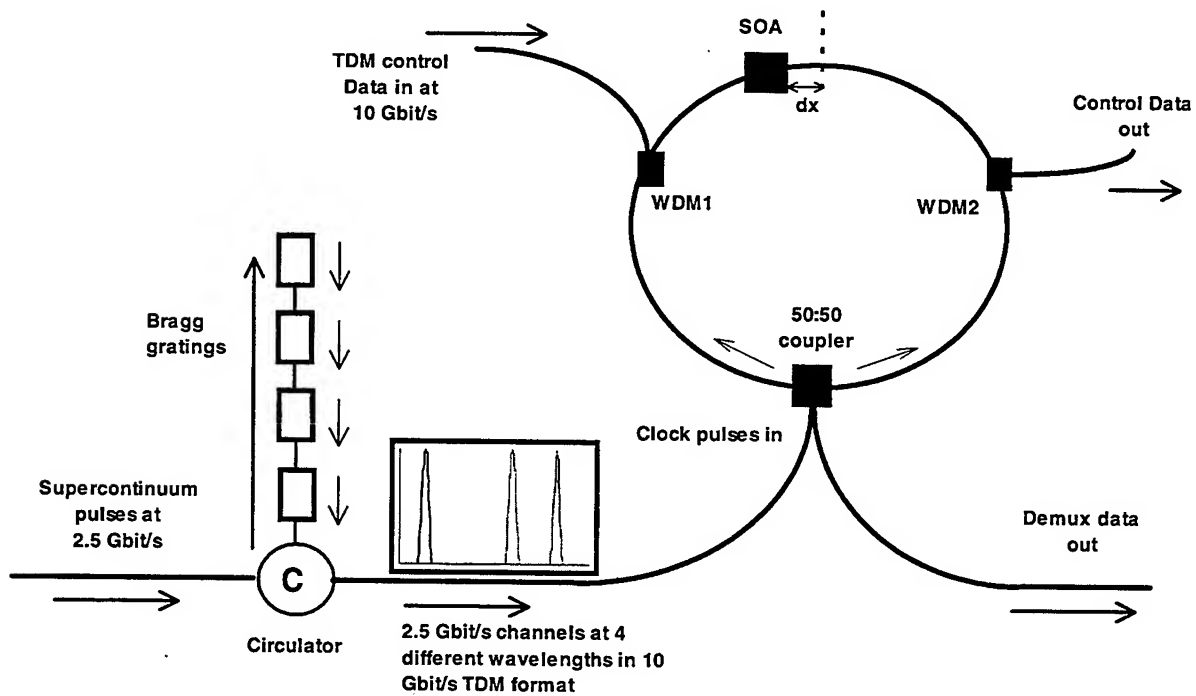 SOA
TDM control
Data in at
10 Gbit/s
dx
Control Data
out
WDM1
WDM2
Bragg
gratings
50:50
coupler
Clock pulses in
Supercontinuum
pulses at
2.5 Gbit/s
Demux data
out
C
Circulator
2.5 Gbit/s channels at 4
different wavelengths in 10
Gbit/s TDM format